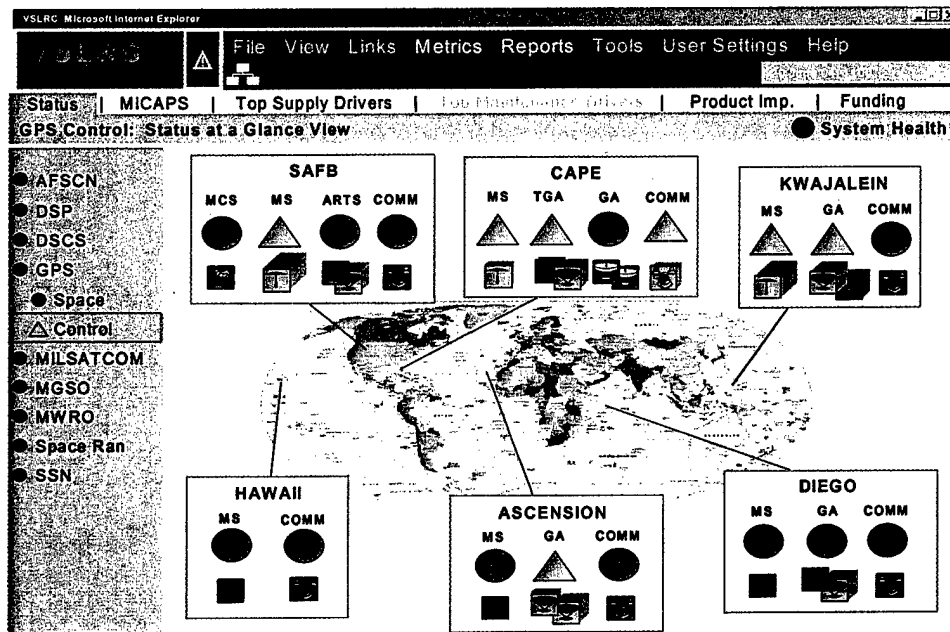 VSLRC Microsoft Internet Explorer
File View Links Metrics Reports Tools User Settings Help
Status | MICAPS | Top Supply Drivers | Top Maintenance Drivers | Product Imp. | Funding
GPS Control: Status at a Glance View System Health
AFSCN
DSP
DSCS
GPS
Space
Control
MILSATCOM
MGSO
MWRO
Space Ran
SSN
SAFB
MCS MS ARTS COMM
CAPE
MS TGA GA COMM
KWAJALEIN
MS GA COMM
HAWAII
MS COMM
ASCENSION
MS GA COMM
DIEGO
MS GA COMM